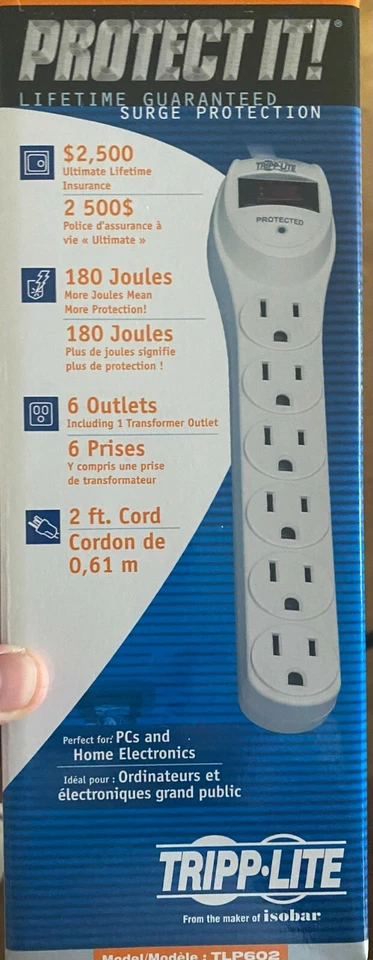 PROTECT IT!®
LIFETIME GUARANTEED
SURGE PROTECTION
$2,500
Ultimate Lifetime
Insurance
2 500$
Police d'assurance à
vie « Ultimate »
180 Joules
More Joules Mean
More Protection!
180 Joules
Plus de joules signifie
plus de protection !
6 Outlets
Including 1 Transformer Outlet
6 Prises
Y compris une prise
de transformateur
2 ft. Cord
Cordon de
0,61 m
TRIPP·LITE
PROTECTED
Perfect for: PCs and
Home Electronics
Idéal pour : Ordinateurs et
électroniques grand public
TRIPP·LITE
From the maker of isobar
Model/Modèle : TLP602